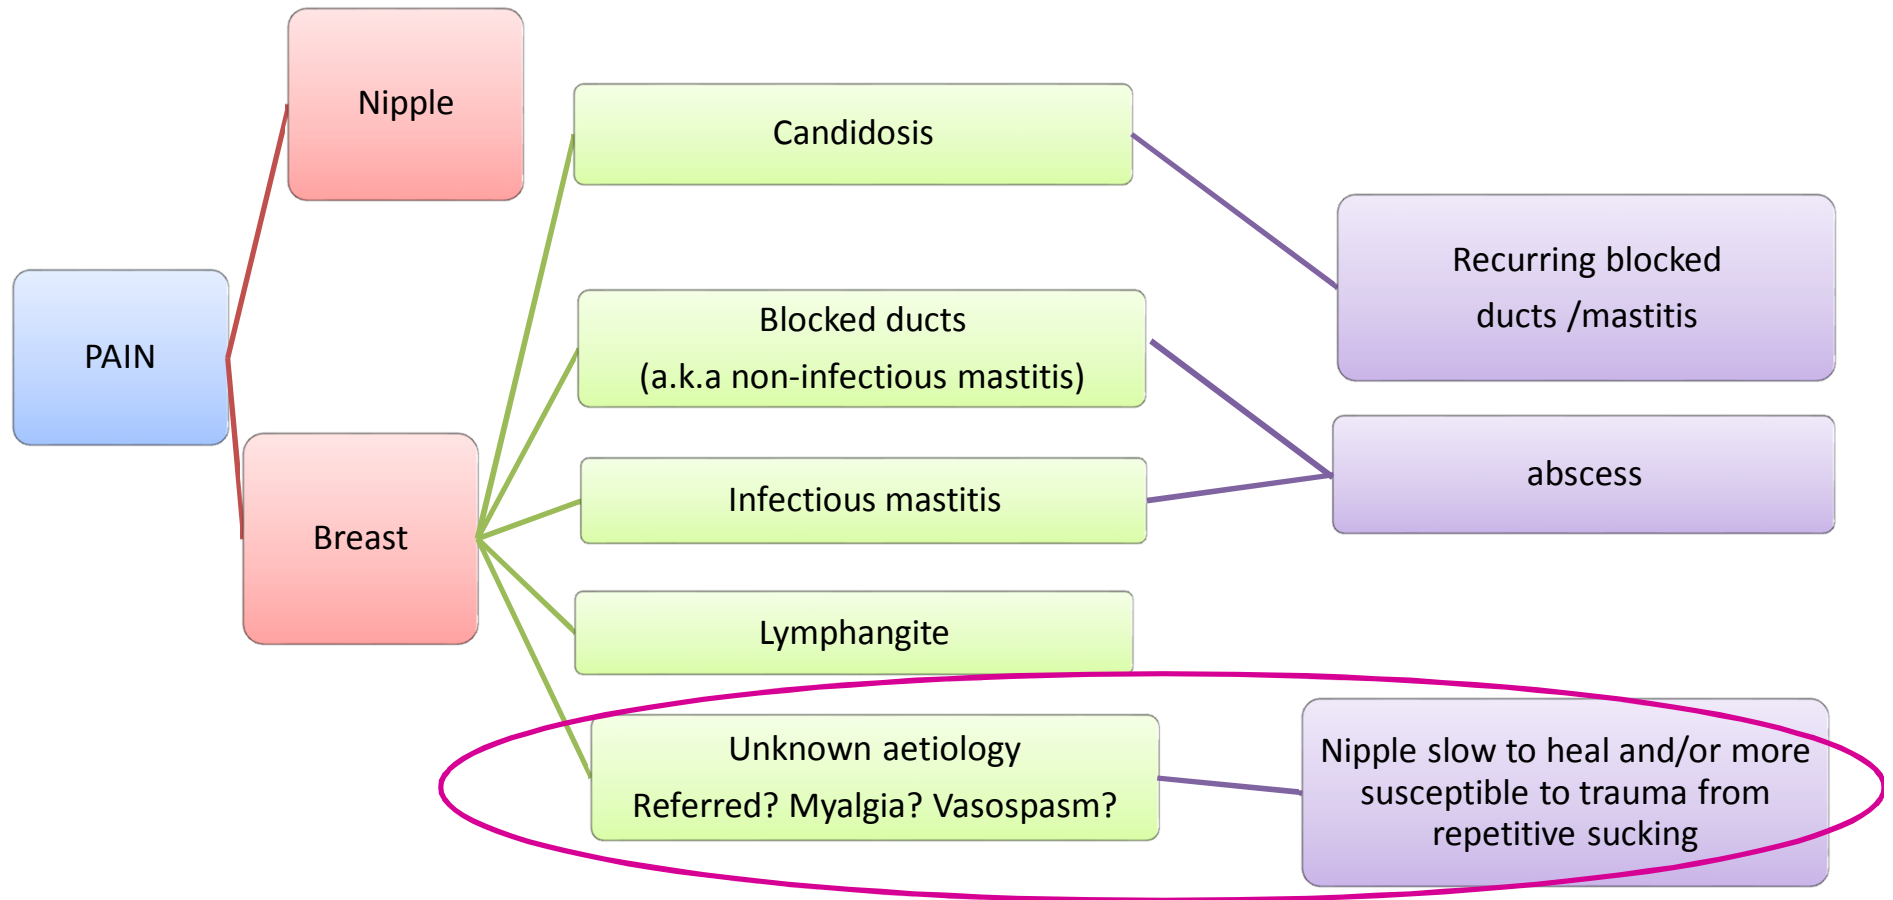 PAIN
Nipple
Breast
Candidosis
Blocked ducts
(a.k.a non-infectious mastitis)
Infectious mastitis
Lymphangite
Unknown aetiology
Referred? Myalgia? Vasospasm?
Recurring blocked
ducts /mastitis
abscess
Nipple slow to heal and/or more
susceptible to trauma from
repetitive sucking